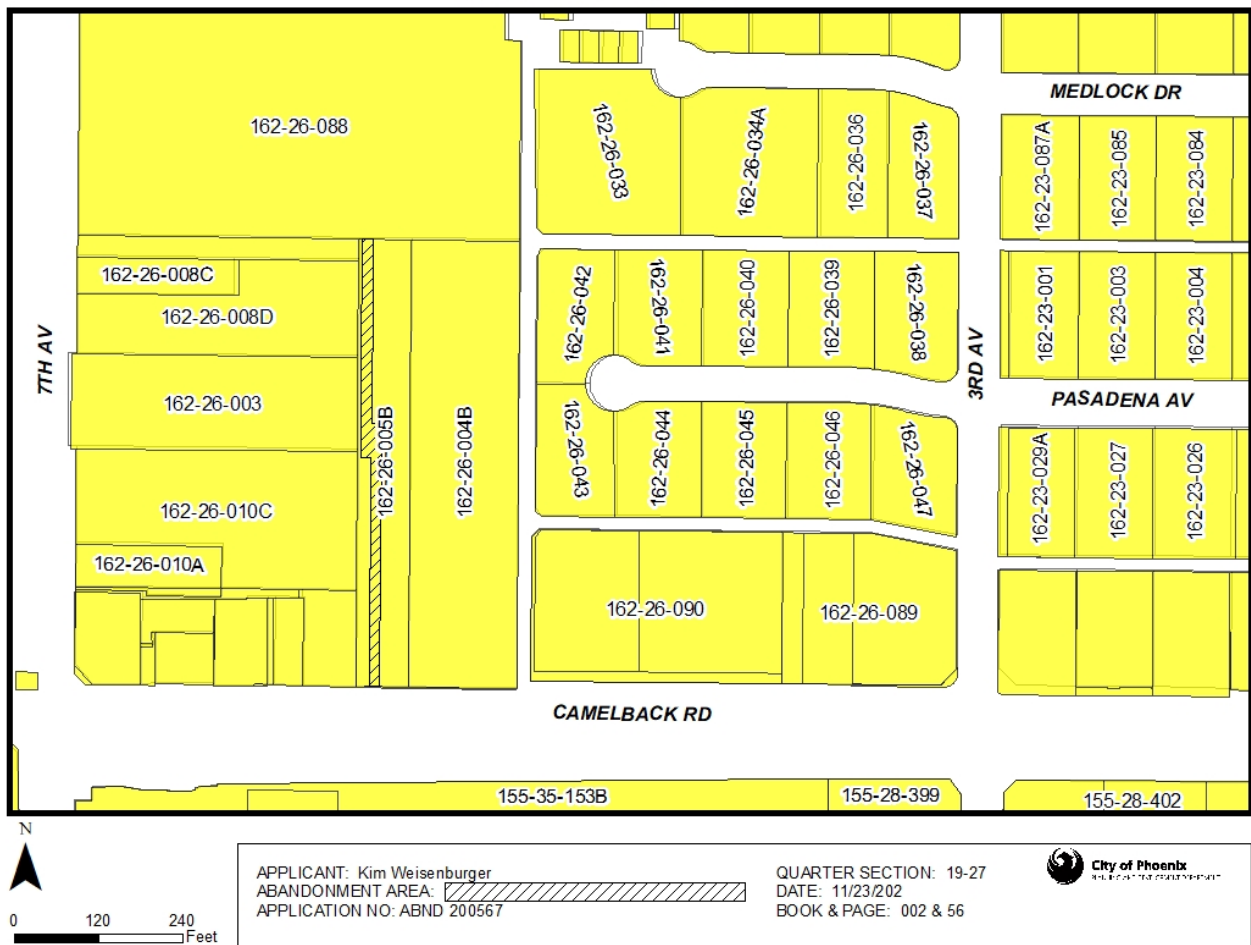 MEDLOCK DR
162-26-088
162-26-033
162-26-034A
162-26-036
162-26-037
162-23-087A
162-23-085
162-23-084
162-26-008C
162-26-008D
162-26-042
162-26-041
162-26-040
162-26-039
162-26-038
162-23-001
162-23-003
162-23-004
7TH AV
3RD AV
162-26-003
PASADENA AV
162-26-005B
162-26-004B
162-26-043
162-26-044
162-26-045
162-26-046
162-26-047
162-23-029A
162-23-027
162-23-026
162-26-010C
162-26-010A
162-26-090
162-26-089
CAMELBACK RD
155-35-153B
155-28-399
155-28-402
N
0 120 240
Feet
APPLICANT: Kim Weisenburger
ABANDONMENT AREA:
APPLICATION NO: ABND 200567
QUARTER SECTION: 19-27
DATE: 11/23/202
BOOK & PAGE: 002 & 56
City of Phoenix